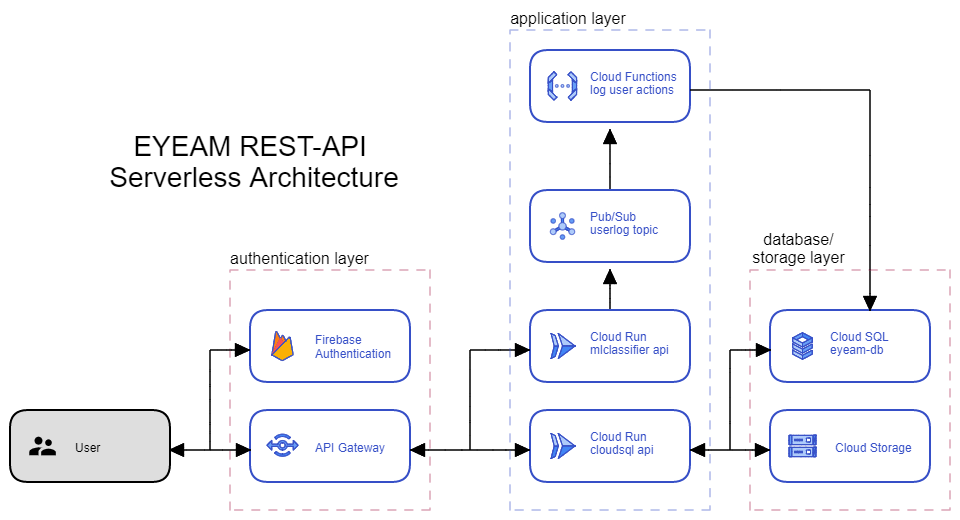 EYEAM REST-API
Serverless Architecture
application layer
Cloud Functions
log user actions
Pub/Sub
userlog topic
authentication layer
database/
storage layer
Firebase
Authentication
Cloud Run
mlclassifier api
Cloud SQL
eyeam-db
User
API Gateway
Cloud Run
cloudsql api
Cloud Storage